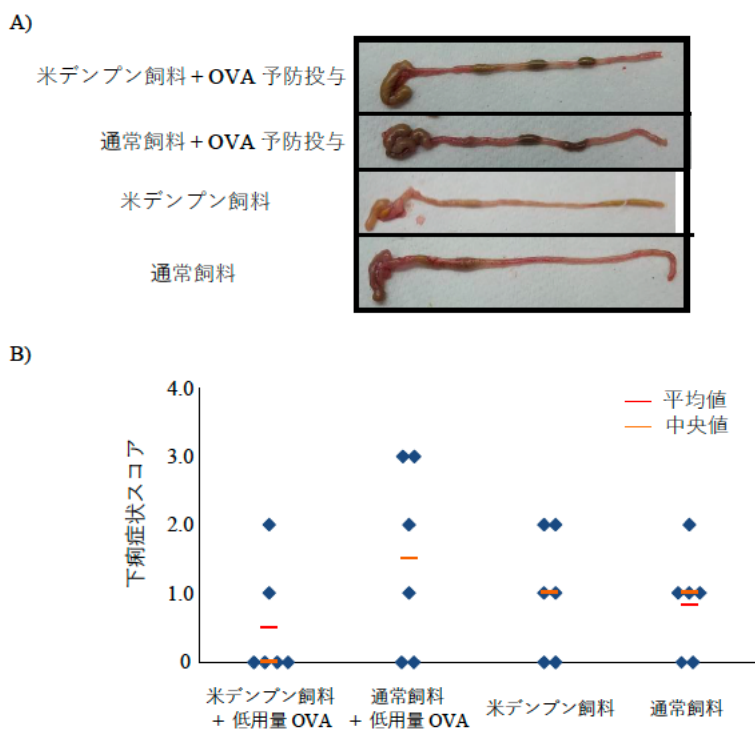 A)
米デンプン飼料 + OVA 予防投与
通常飼料 + OVA 予防投与
米デンプン飼料
通常飼料
B)
下痢症状スコア
4.0
3.0
2.0
1.0
0
平均値
中央値
米デンプン飼料
+ 低用量 OVA
通常飼料
+ 低用量 OVA
米デンプン飼料
通常飼料